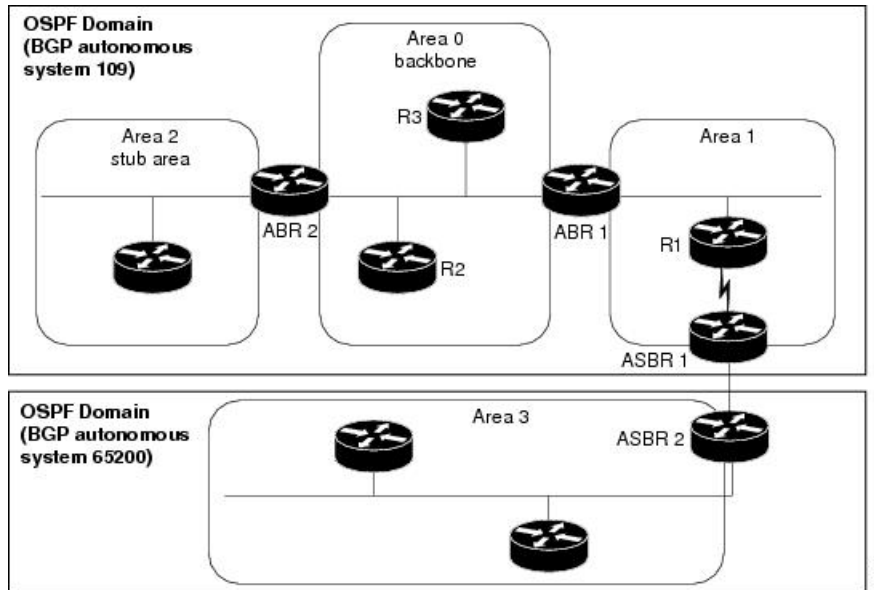 OSPF Domain
(BGP autonomous
system 109)
Area 0
backbone
R3
Area 2
stub area
Area 1
ABR 2
ABR 1
R1
R2
ASBR 1
OSPF Domain
(BGP autonomous
system 65200)
Area 3
ASBR 2